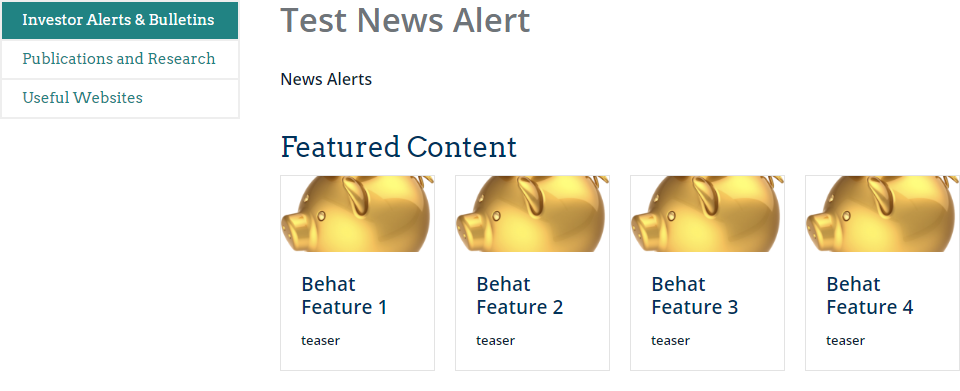 Investor Alerts & Bulletins
Publications and Research
Useful Websites
Test News Alert
News Alerts
Featured Content
Behat
Feature 1
teaser
Behat
Feature 2
teaser
Behat
Feature 3
teaser
Behat
Feature 4
teaser